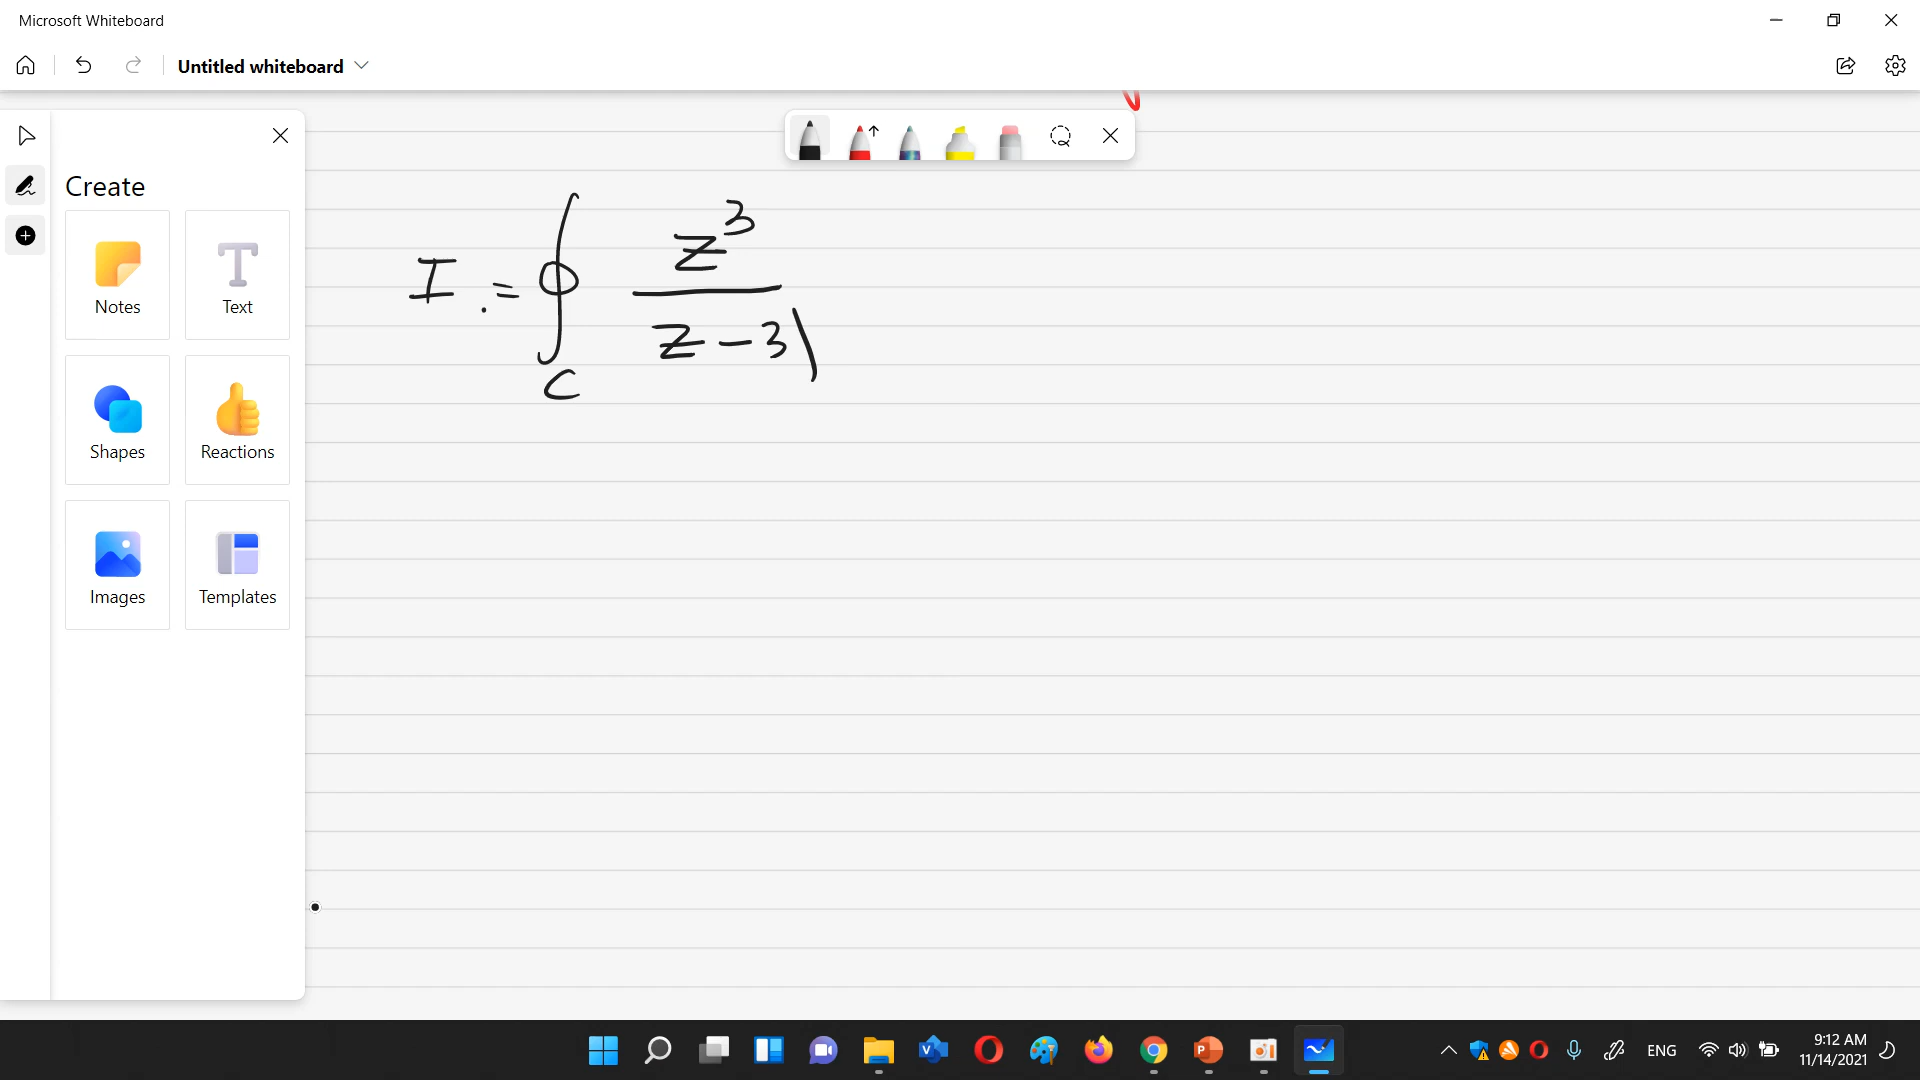 Microsoft Whiteboard
Untitled whiteboard
Create
Notes
Text
Shapes
Reactions
Images
Templates
I = ∮
z³
z - 3
C
ENG
9:12 AM
11/14/2021